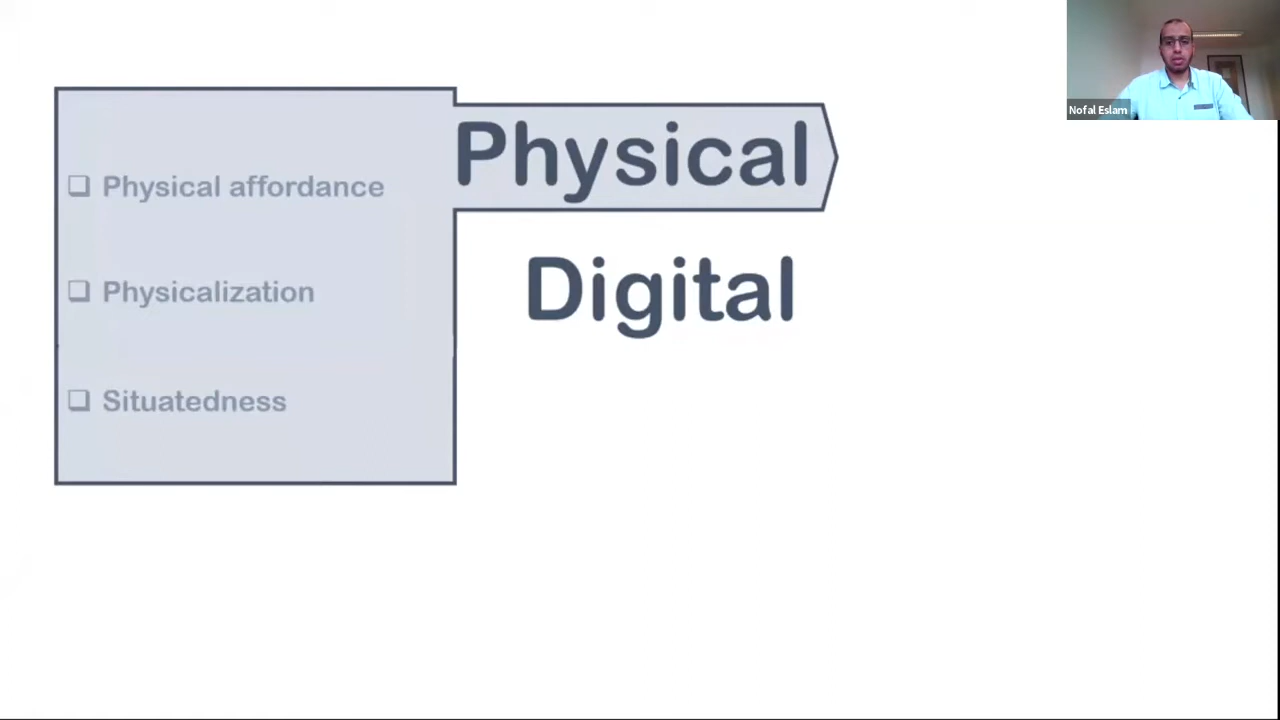 Physical
Physical affordance
Digital
Physicalization
Situatedness
Nofal Eslam